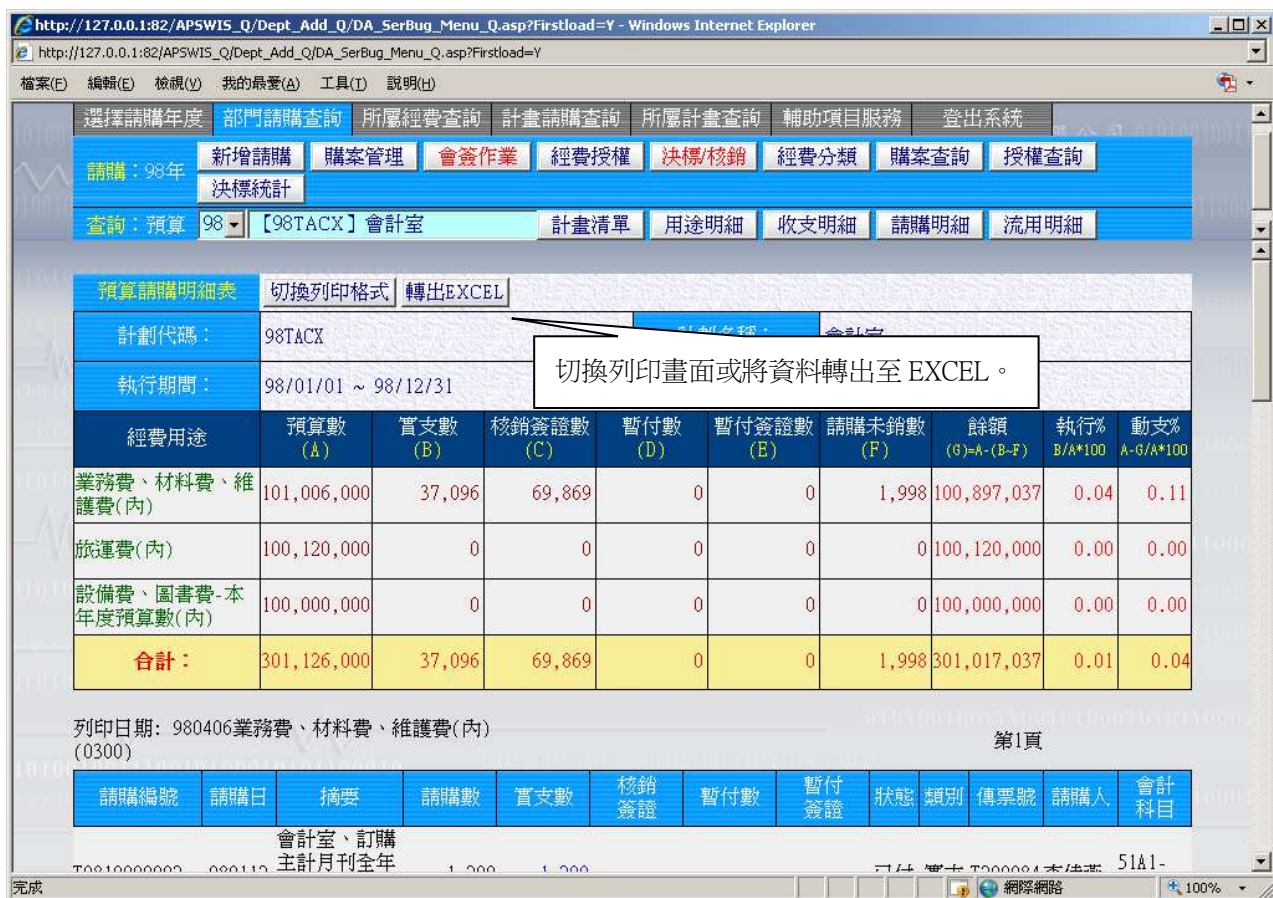 http://127.0.0.1:82/APSWIS_Q/Dept_Add_Q/DA_SerBug_Menu_Q.asp?Firstload=Y - Windows Internet Explorer
http://127.0.0.1:82/APSWIS_Q/Dept_Add_Q/DA_SerBug_Menu_Q.asp?Firstload=Y
檔案(F) 編輯(E) 檢視(V) 我的最愛(A) 工具(T) 說明(H)
選擇請購年度 部門請購查詢 所屬經費查詢 計畫請購查詢 所屬計畫查詢 輔助項目服務 登出系統
請購：98年 新增請購 購案管理 會簽作業 經費授權 決標/核銷 經費分類 購案查詢 授權查詢
決標統計
查詢：預算 98 【98TACX】會計室 計畫清單 用途明細 收支明細 請購明細 流用明細
預算請購明細表 切換列印格式 轉出EXCEL
計劃代碼： 98TACX
切換列印畫面或將資料轉出至 EXCEL。
執行期間： 98/01/01 ~ 98/12/31
經費用途 預算數 實支數 核銷簽證數 暫付數 暫付簽證數 請購未銷數 餘額 執行% 動支%
(A) (B) (C) (D) (E) (F) (G)=A-(B~F) B/A*100 A-G/A*100
業務費、材料費、維護費(內) 101,006,000 37,096 69,869 0 0 1,998 100,897,037 0.04 0.11
旅運費(內) 100,120,000 0 0 0 0 0 100,120,000 0.00 0.00
設備費、圖書費-本年度預算數(內) 100,000,000 0 0 0 0 0 100,000,000 0.00 0.00
合計： 301,126,000 37,096 69,869 0 0 1,998 301,017,037 0.01 0.04
列印日期: 980406業務費、材料費、維護費(內)
(0300)
第1頁
請購編號 請購日 摘要 請購數 實支數 核銷簽證 暫付數 暫付簽證 狀態 類別 傳票號 請購人 會計科目
會計室、訂購
主計月刊全年
51A1-
完成 網際網路 100%